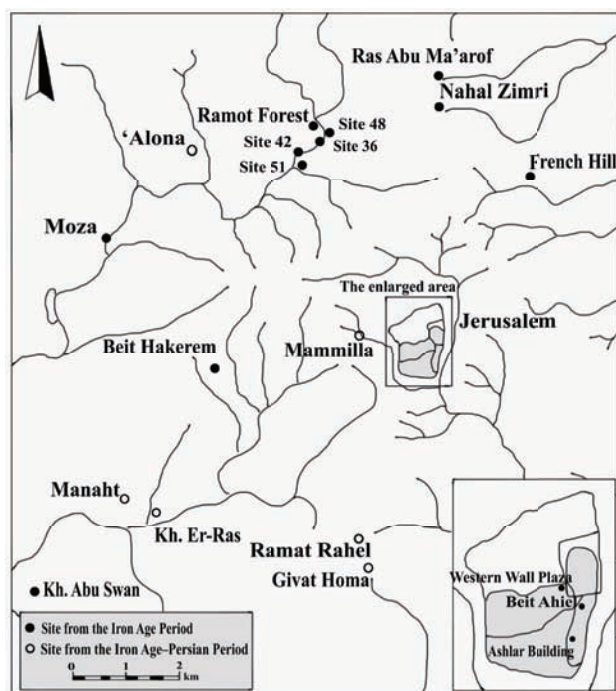 Ras Abu Ma’arof
Nahal Zimri
Ramot Forest
Site 48
‘Alona
Site 42
Site 36
Site 51
French Hill
Moza
The enlarged area
Jerusalem
Mammilla
Beit Hakerem
Manaht
Kh. Er-Ras
Ramat Rahel
Givat Homa
Kh. Abu Swan
Western Wall Plaza
Beit Ahie
Ashlar Building
Site from the Iron Age Period
Site from the Iron Age–Persian Period
0 1 2
km